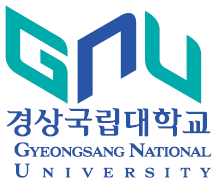 GNU
경상국립대학교
GYEONGSANG NATIONAL
UNIVERSITY